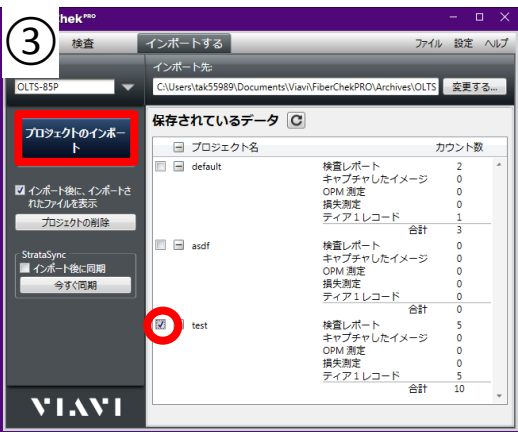 ③
hek PRO
検査
インポートする
ファイル 設定 ヘルプ
OLTS-85P
インポート先:
C:\Users\tak55989\Documents\Viavi\FiberChekPRO\Archives\OLTS
変更する...
プロジェクトのインポー
ト
インポート後に、インポートさ
れたファイルを表示
プロジェクトの削除
StrataSync
インポート後に同期
今すぐ同期
VIAVI
保存されているデータ
プロジェクト名 カウント数
default 検査レポート 2
キャプチャしたイメージ 0
OPM 測定 0
損失測定 0
ティア 1 レコード 1
合計 3
asdf 検査レポート 0
キャプチャしたイメージ 0
OPM 測定 0
損失測定 0
ティア 1 レコード 0
合計 0
test 検査レポート 5
キャプチャしたイメージ 0
OPM 測定 0
損失測定 0
ティア 1 レコード 5
合計 10